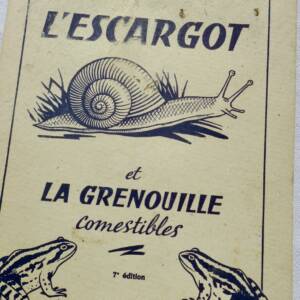 L'ESCARGOT
et
LA GRENOUILLE
comestibles
7e édition